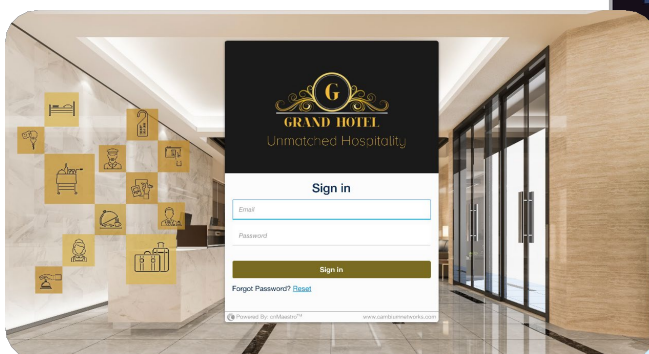 G
GRAND HOTEL
Unmatched Hospitality
Sign in
Email
Password
Sign in
Forgot Password? Reset
Powered By: cnMaestro™
www.cambiumnetworks.com